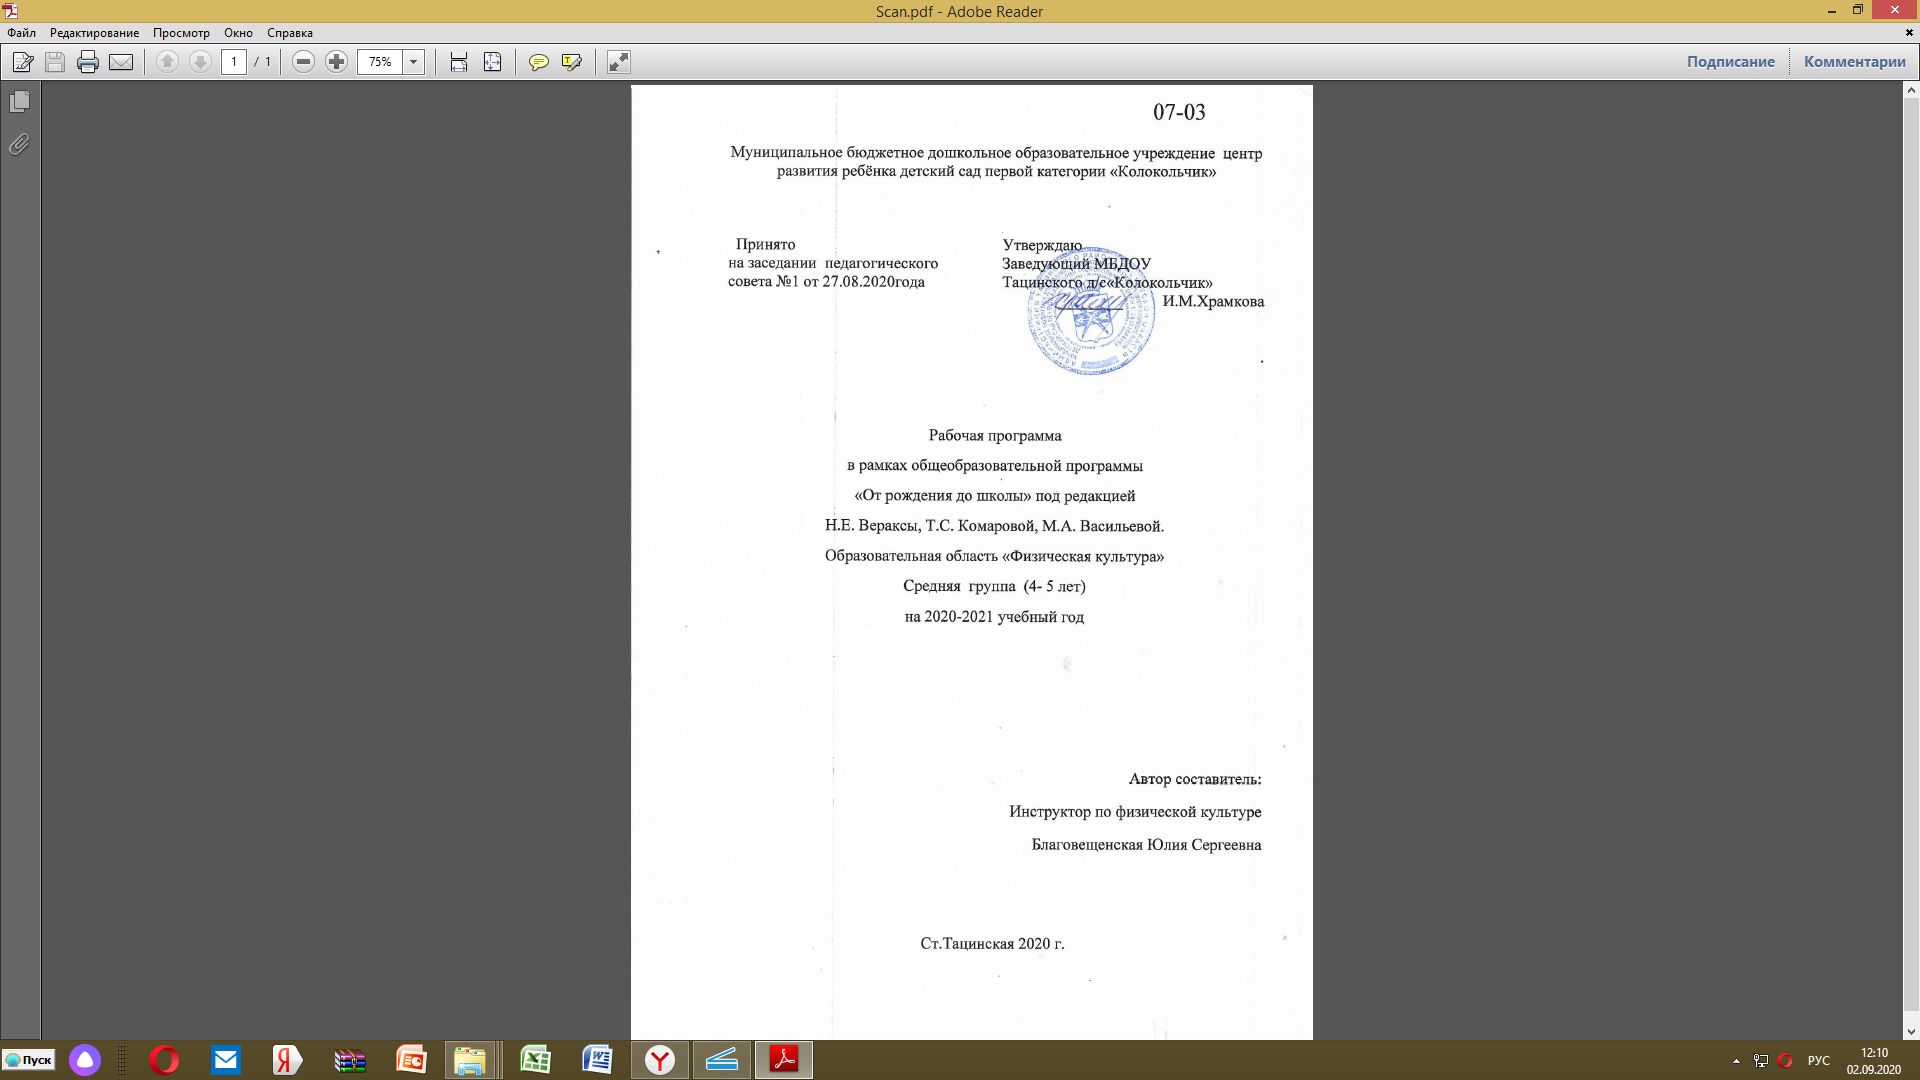 Scan.pdf - Adobe Reader
Файл Редактирование Просмотр Окно Справка
1 / 1 75% Подписание Комментарии
07-03
Муниципальное бюджетное дошкольное образовательное учреждение центр
развития ребёнка детский сад первой категории «Колокольчик»
Принято
на заседании педагогического
совета №1 от 27.08.2020года
Утверждаю
Заведующий МБДОУ
Тацинского д/с«Колокольчик»
И.М.Храмкова
Рабочая программа
в рамках общеобразовательной программы
«От рождения до школы» под редакцией
Н.Е. Вераксы, Т.С. Комаровой, М.А. Васильевой.
Образовательная область «Физическая культура»
Средняя группа (4- 5 лет)
на 2020-2021 учебный год
Автор составитель:
Инструктор по физической культуре
Благовещенская Юлия Сергеевна
Ст.Тацинская 2020 г.
Пуск
РУС
12:10
02.09.2020